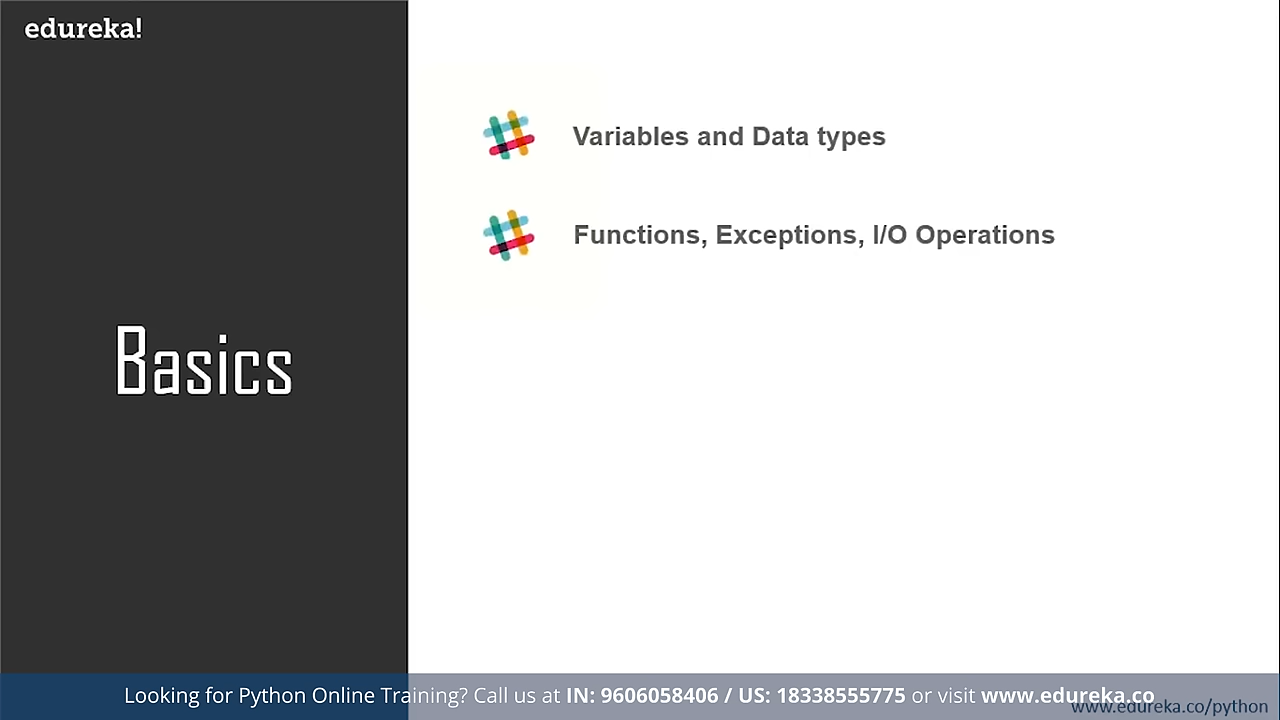 edureka!
Variables and Data types
Functions, Exceptions, I/O Operations
Basics
Looking for Python Online Training? Call us at IN: 9606058406 / US: 18338555775 or visit www.edureka.co
www.edureka.co/python